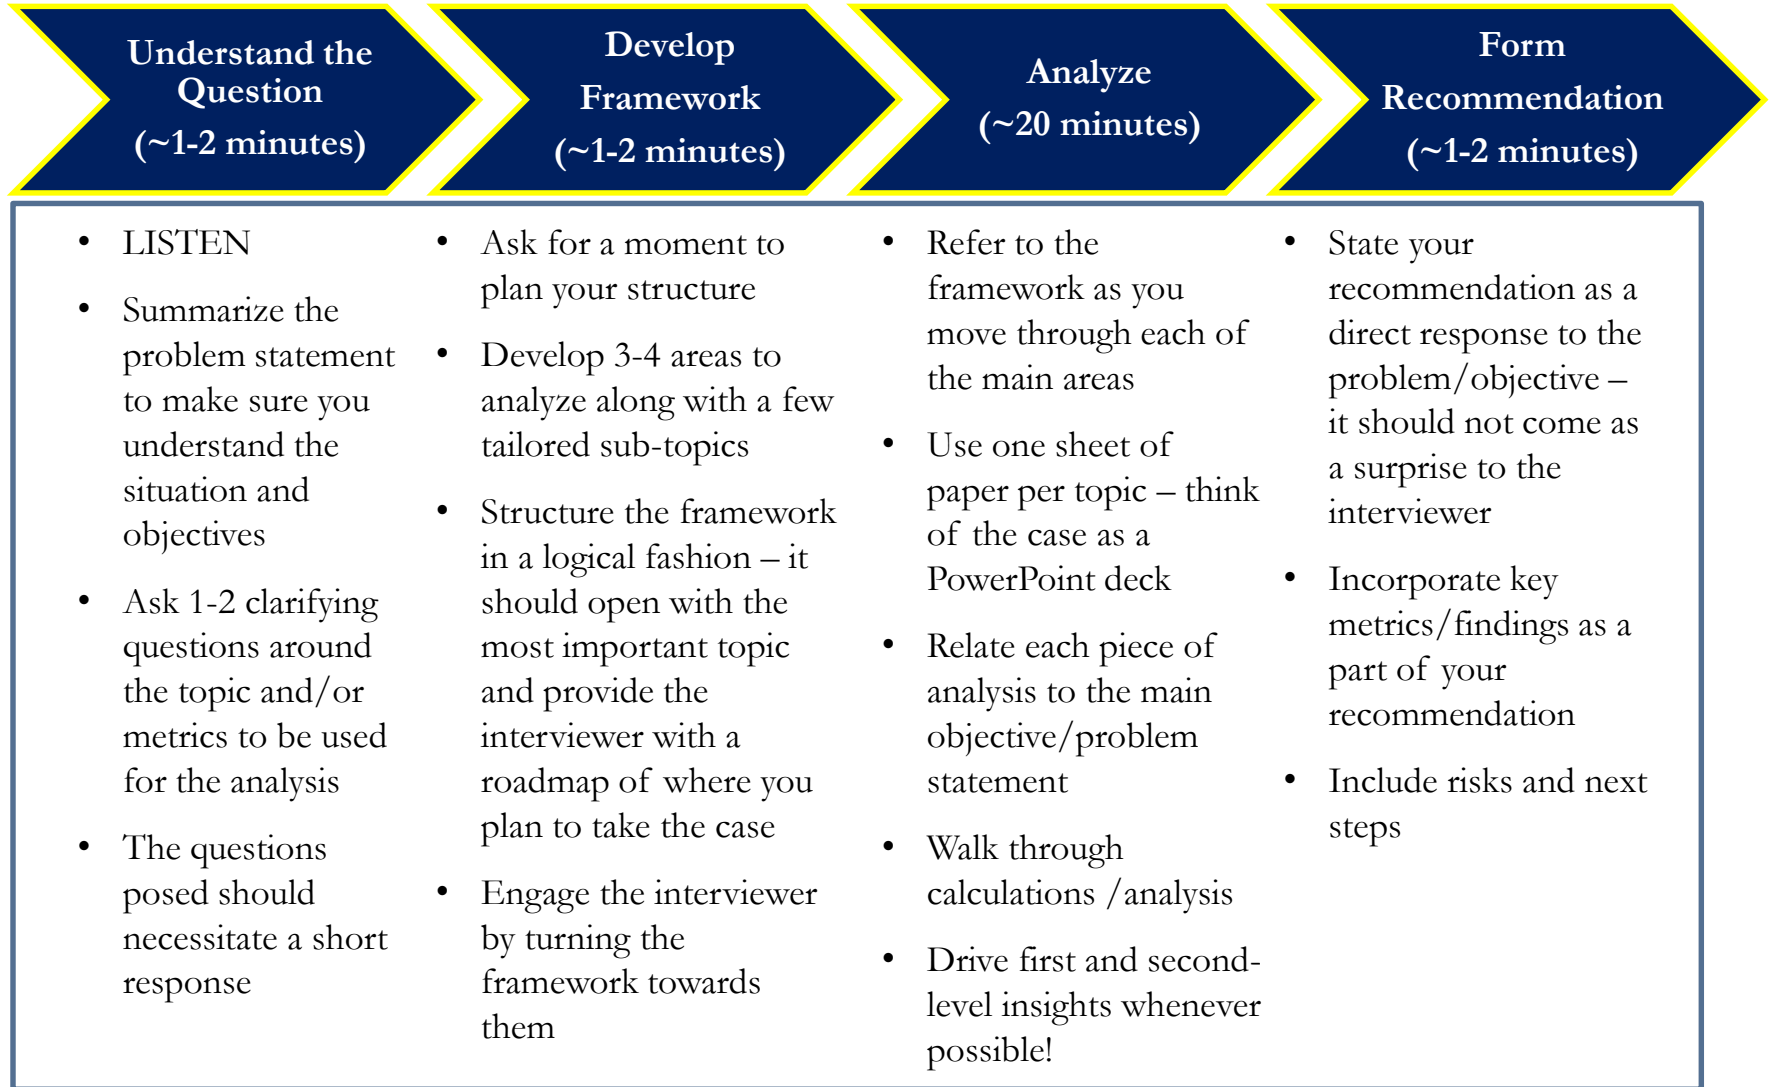 Understand the
Question
(~1-2 minutes)
Develop
Framework
(~1-2 minutes)
Analyze
(~20 minutes)
Form
Recommendation
(~1-2 minutes)
• LISTEN
• Summarize the
problem statement
to make sure you
understand the
situation and
objectives
• Ask 1-2 clarifying
questions around
the topic and/or
metrics to be used
for the analysis
• The questions
posed should
necessitate a short
response
• Ask for a moment to
plan your structure
• Develop 3-4 areas to
analyze along with a few
tailored sub-topics
• Structure the framework
in a logical fashion – it
should open with the
most important topic
and provide the
interviewer with a
roadmap of where you
plan to take the case
• Engage the interviewer
by turning the
framework towards
them
• Refer to the
framework as you
move through each of
the main areas
• Use one sheet of
paper per topic – think
of the case as a
PowerPoint deck
• Relate each piece of
analysis to the main
objective/problem
statement
• Walk through
calculations /analysis
• Drive first and second-
level insights whenever
possible!
• State your
recommendation as a
direct response to the
problem/objective –
it should not come as
a surprise to the
interviewer
• Incorporate key
metrics/findings as a
part of your
recommendation
• Include risks and next
steps